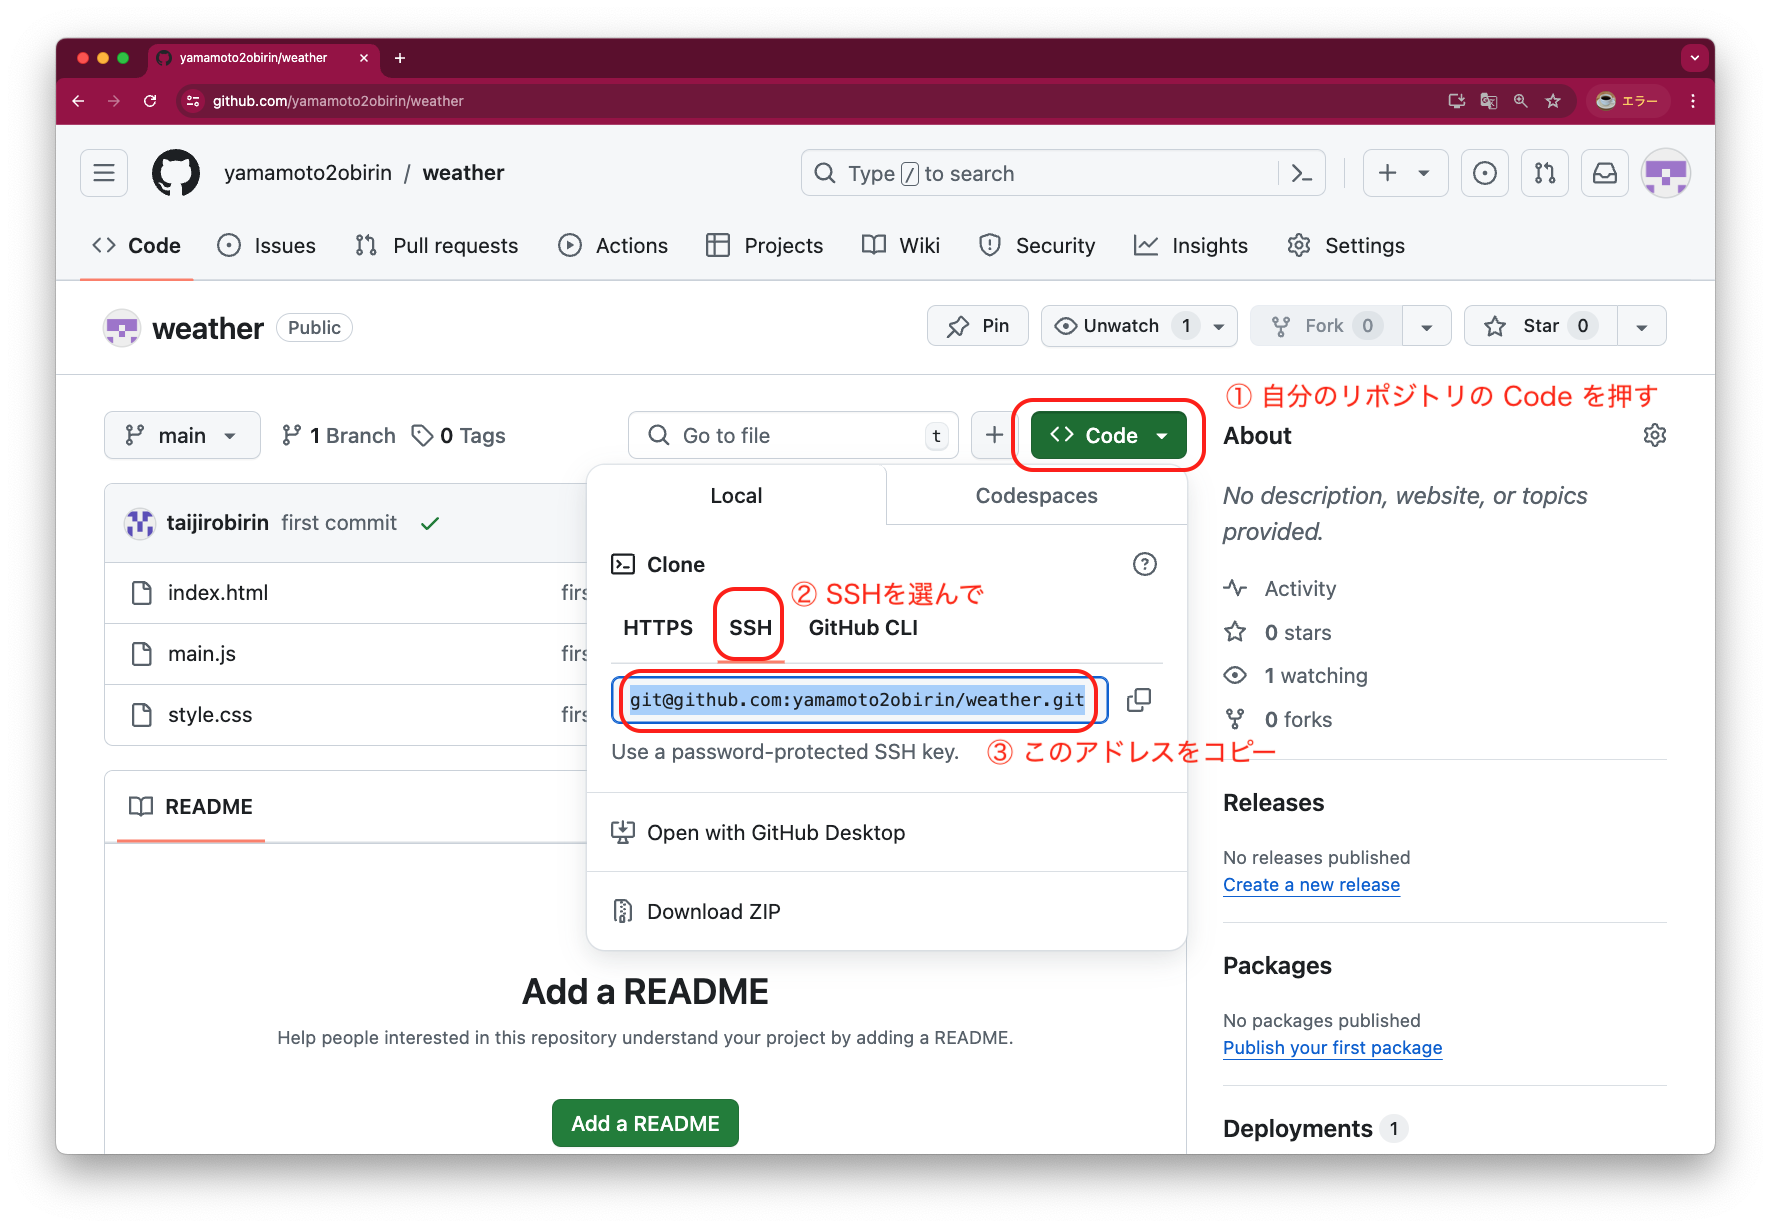 yamamoto2obirin/weather
github.com/yamamoto2obirin/weather
エラー
yamamoto2obirin / weather
Type / to search
Code
Issues
Pull requests
Actions
Projects
Wiki
Security
Insights
Settings
weather Public
Pin
Unwatch 1
Fork 0
Star 0
① 自分のリポジトリの Code を押す
main
1 Branch
0 Tags
Go to file t
Code
About
Local
Codespaces
No description, website, or topics
provided.
taijirobirin first commit
Clone
② SSHを選んで
HTTPS
SSH
GitHub CLI
git@github.com:yamamoto2obirin/weather.git
Use a password-protected SSH key.
③ このアドレスをコピー
Open with GitHub Desktop
Download ZIP
index.html firs
main.js firs
style.css firs
Activity
0 stars
1 watching
0 forks
README
Releases
No releases published
Create a new release
Add a README
Help people interested in this repository understand your project by adding a README.
Add a README
Packages
No packages published
Publish your first package
Deployments 1